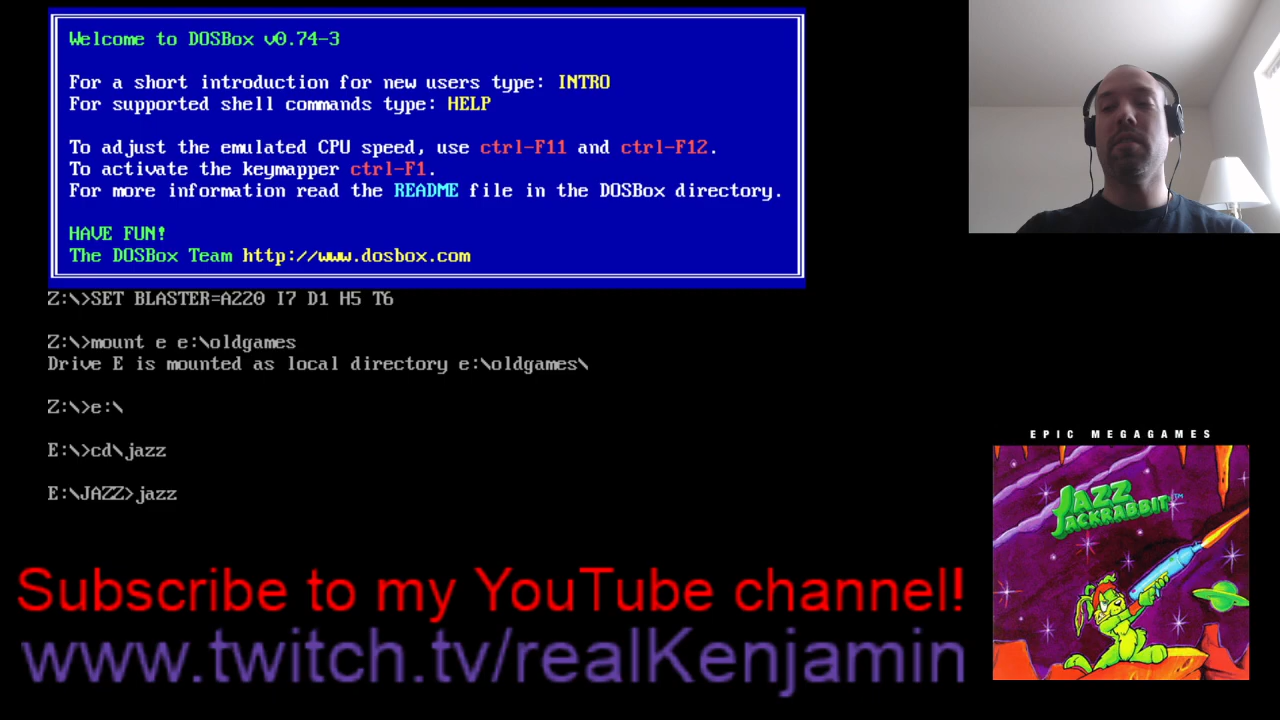 Welcome to DOSBox v0.74-3
For a short introduction for new users type: INTRO
For supported shell commands type: HELP
To adjust the emulated CPU speed, use ctrl-F11 and ctrl-F12.
To activate the keymapper ctrl-F1.
For more information read the README file in the DOSBox directory.
HAVE FUN!
The DOSBox Team http://www.dosbox.com
Z:\>SET BLASTER=A220 I7 D1 H5 T6
Z:\>mount e e:\oldgames
Drive E is mounted as local directory e:\oldgames\
Z:\>e:\
E:\>cd\jazz
E:\JAZZ>jazz
EPIC MEGAGAMES
JAZZ
JACKRABBIT™
Subscribe to my YouTube channel!
www.twitch.tv/realKenjamin